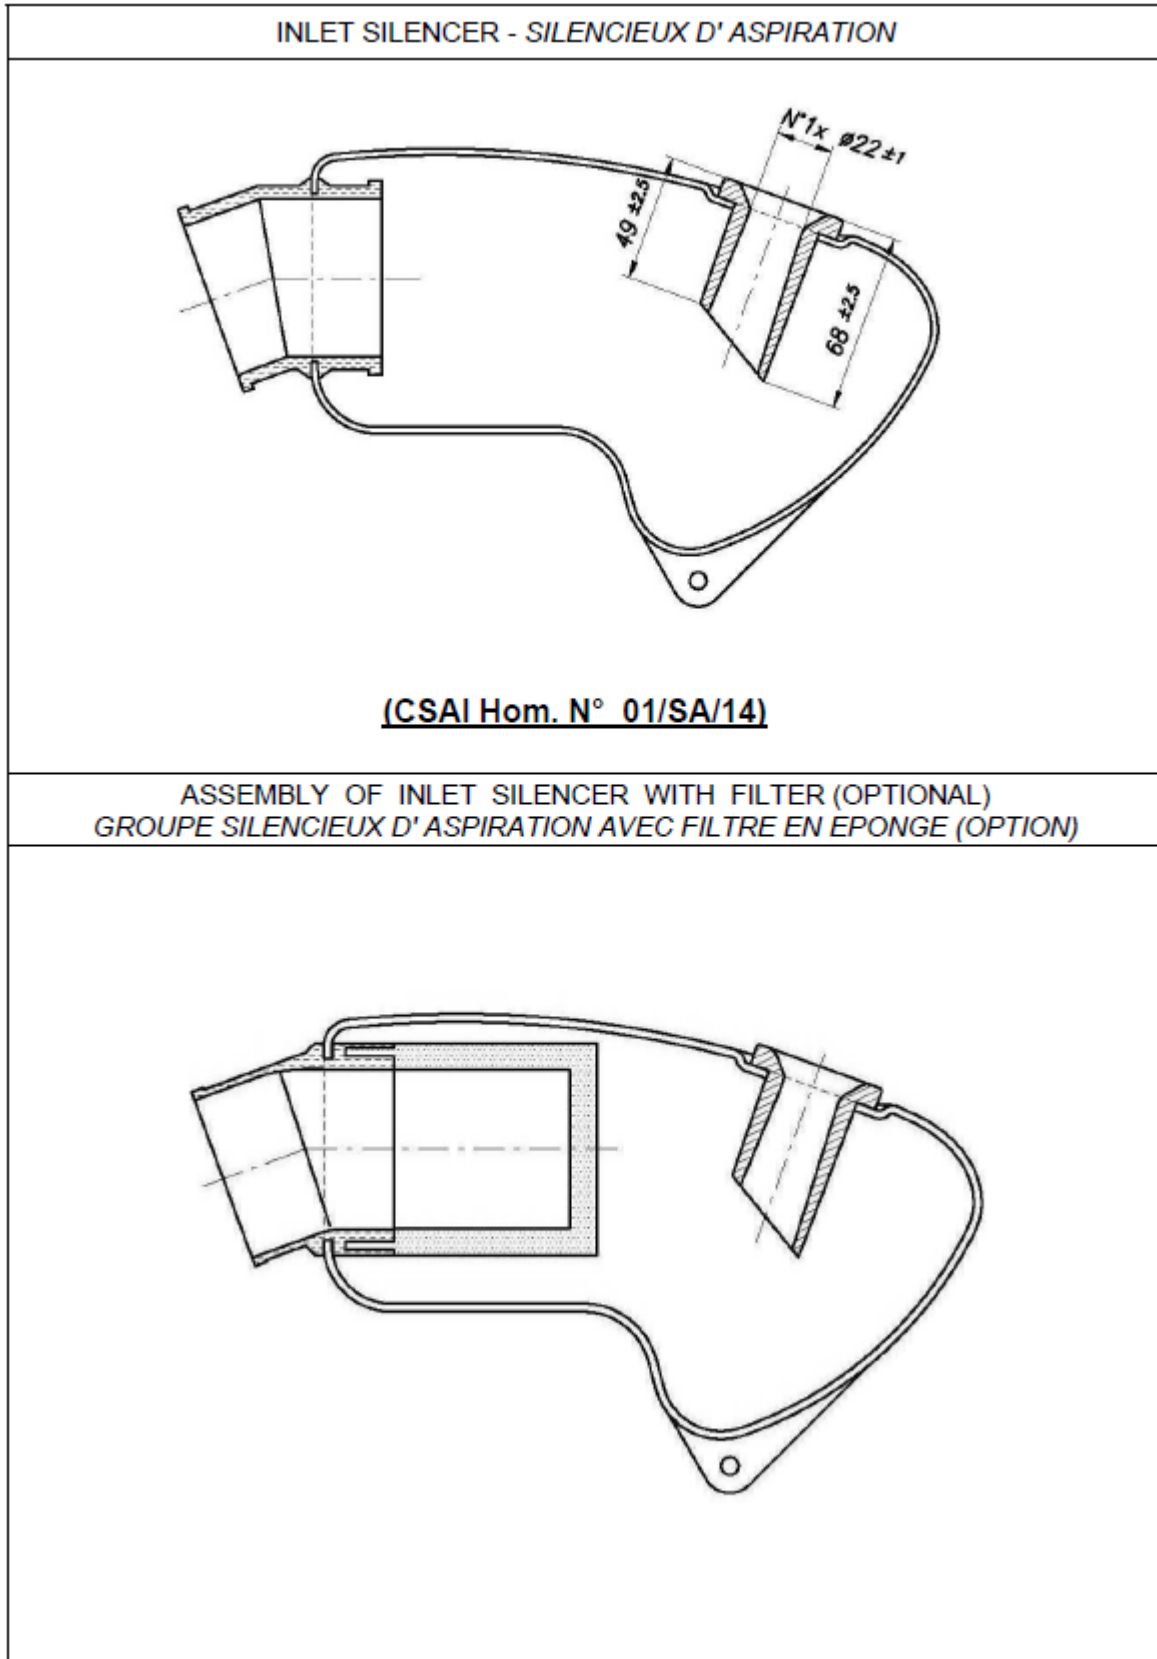 INLET SILENCER - SILENCIEUX D' ASPIRATION
N°1x ø22 ±1
49 ±2.5
68 ±2.5
(CSAI Hom. N° 01/SA/14)
ASSEMBLY OF INLET SILENCER WITH FILTER (OPTIONAL)
GROUPE SILENCIEUX D' ASPIRATION AVEC FILTRE EN EPONGE (OPTION)